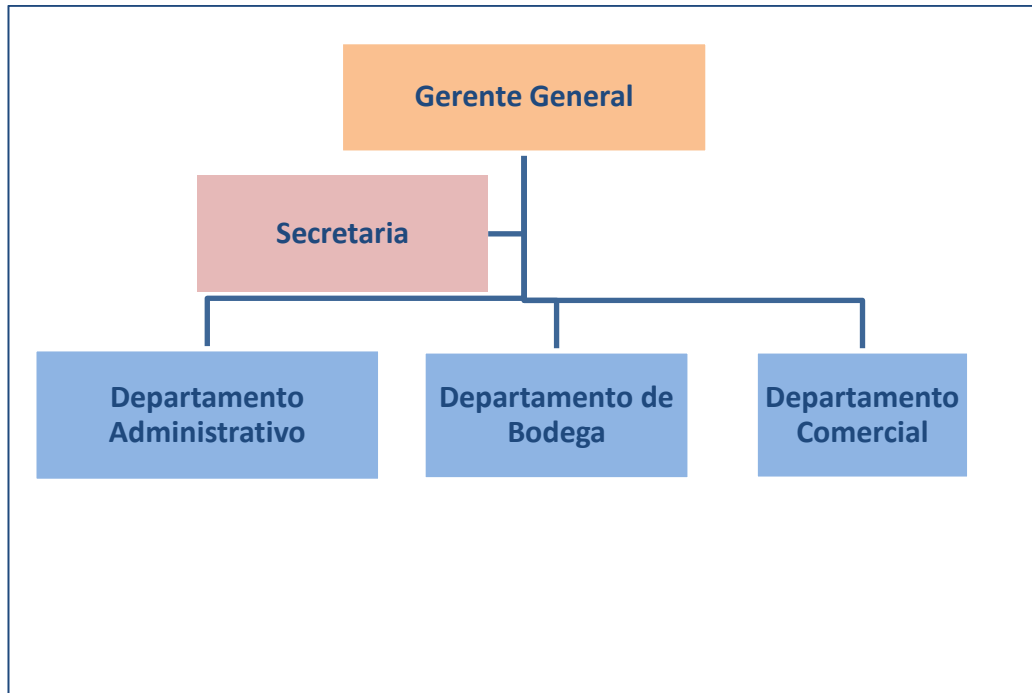 Gerente General
Secretaria
Departamento
Administrativo
Departamento de
Bodega
Departamento
Comercial